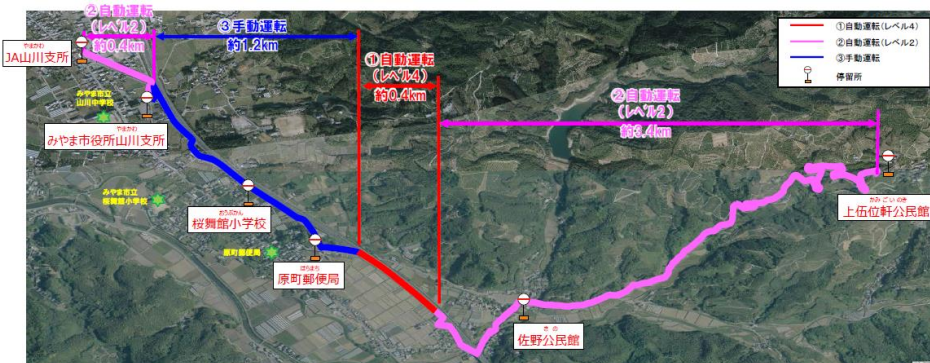 ②自動運転
(レベル2)
約0.4km
③手動運転
約1.2km
①自動運転
(レベル4)
約0.4km
②自動運転
(レベル2)
約3.4km
①自動運転(レベル4)
②自動運転(レベル2)
③手動運転
停留所
やまかわ
JA山川支所
みやま市立
山川中学校
やまかわ
みやま市役所山川支所
みやま市立
桜舞館小学校
おうぶかん
桜舞館小学校
原町郵便局
はらまち
原町郵便局
さの
佐野公民館
かみごいのき
上伍位軒公民館